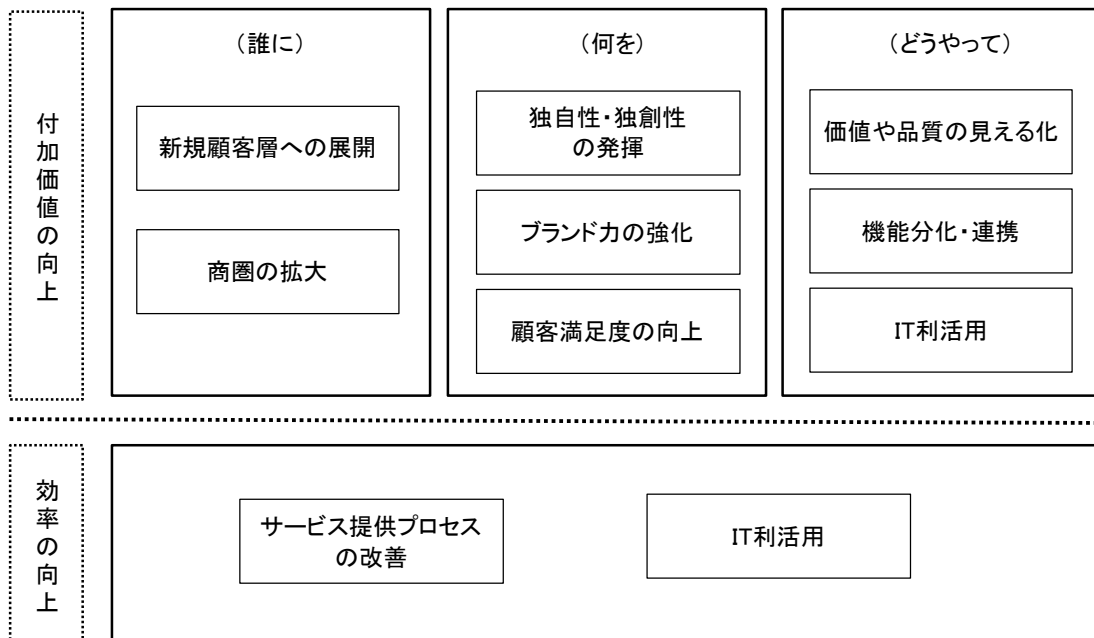 付加価値の向上
（誰に）
新規顧客層への展開
商圏の拡大
（何を）
独自性・独創性
の発揮
ブランド力の強化
顧客満足度の向上
（どうやって）
価値や品質の見える化
機能分化・連携
IT利活用
効率の向上
サービス提供プロセス
の改善
IT利活用